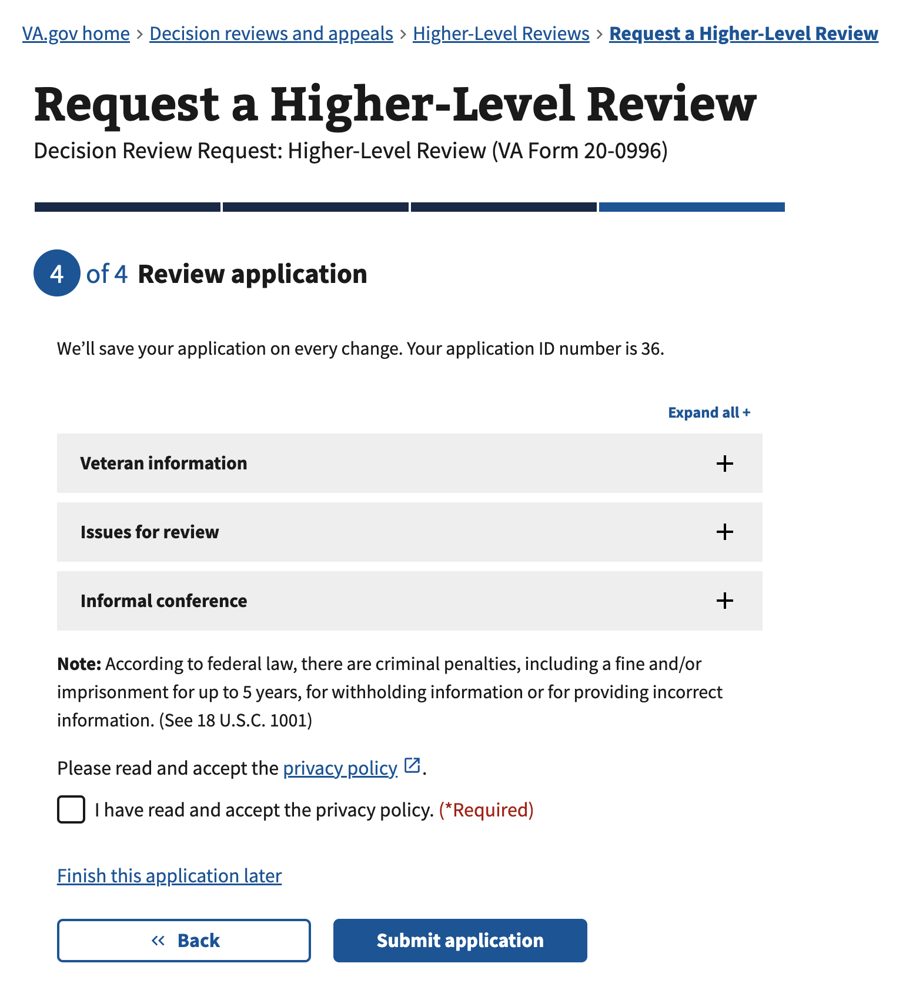 VA.gov home > Decision reviews and appeals > Higher-Level Reviews > Request a Higher-Level Review
Request a Higher-Level Review
Decision Review Request: Higher-Level Review (VA Form 20-0996)
4 of 4 Review application
We’ll save your application on every change. Your application ID number is 36.
Expand all +
Veteran information
Issues for review
Informal conference
Note: According to federal law, there are criminal penalties, including a fine and/or
imprisonment for up to 5 years, for withholding information or for providing incorrect
information. (See 18 U.S.C. 1001)
Please read and accept the privacy policy .
I have read and accept the privacy policy. (*Required)
Finish this application later
« Back
Submit application